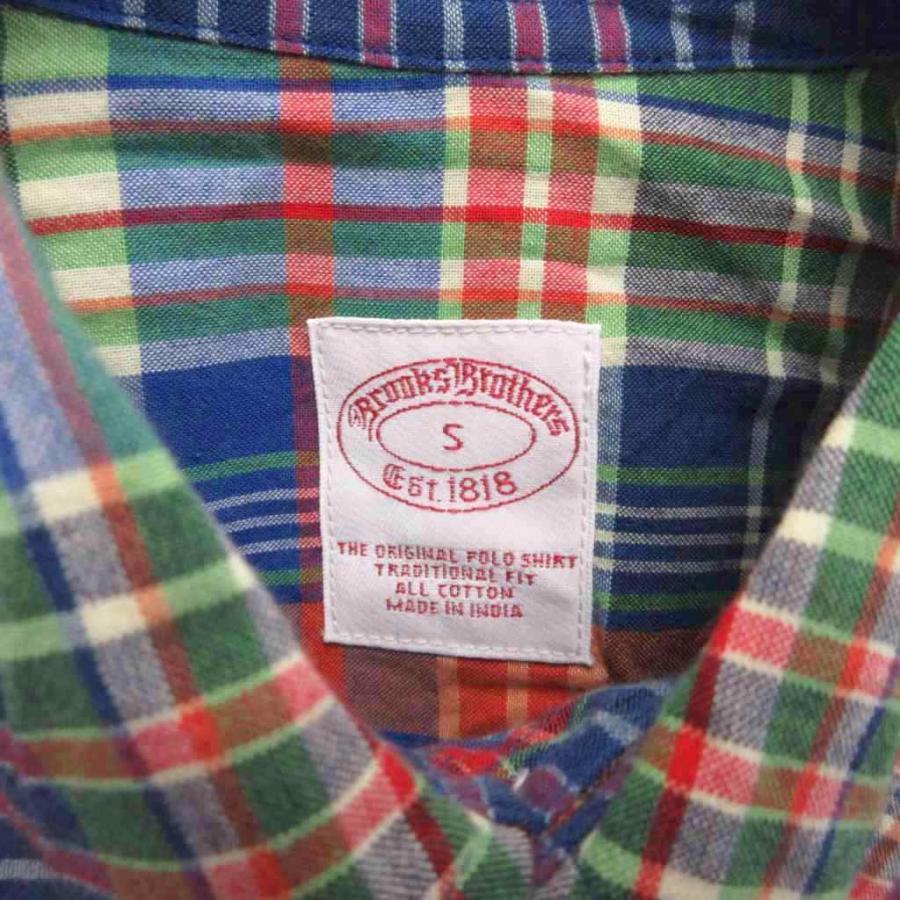 Brooks Brothers
S
Est. 1818
THE ORIGINAL POLO SHIRT
TRADITIONAL FIT
ALL COTTON
MADE IN INDIA